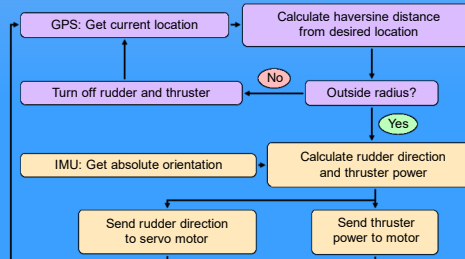 GPS: Get current location
Calculate haversine distance
from desired location
No
Turn off rudder and thruster
Outside radius?
Yes
IMU: Get absolute orientation
Calculate rudder direction
and thruster power
Send rudder direction
to servo motor
Send thruster
power to motor